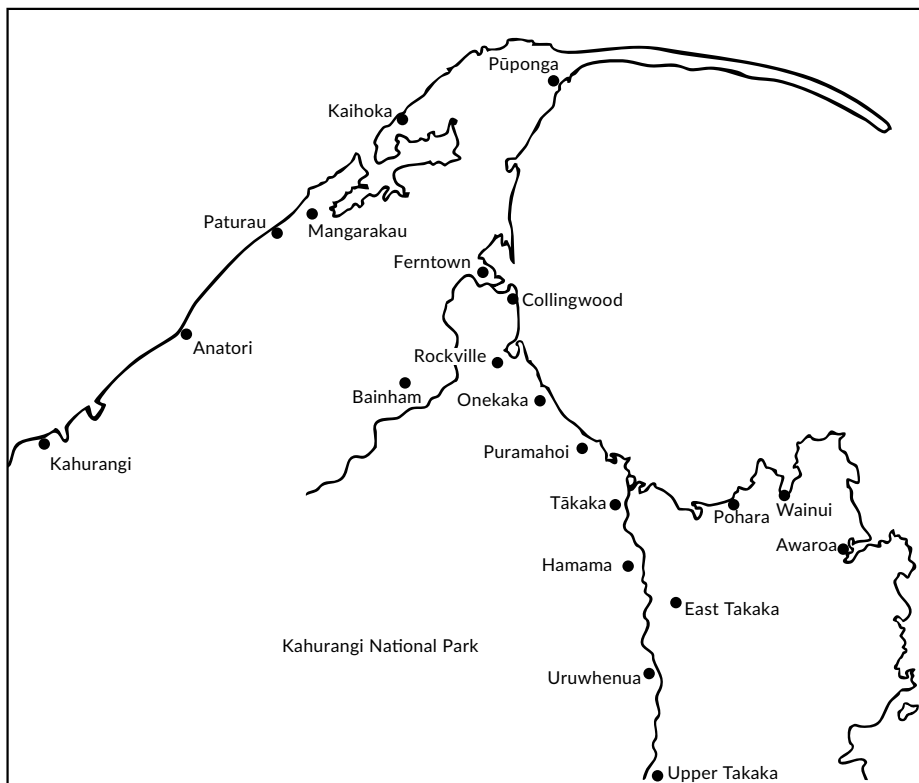 Pūponga
Kaihoka
Paturau
Mangarakau
Ferntown
Collingwood
Anatori
Rockville
Bainham
Onekaka
Kahurangi
Puramahoi
Tākaka
Pohara
Wainui
Awaroa
Hamama
East Takaka
Kahurangi National Park
Uruwhenua
Upper Takaka